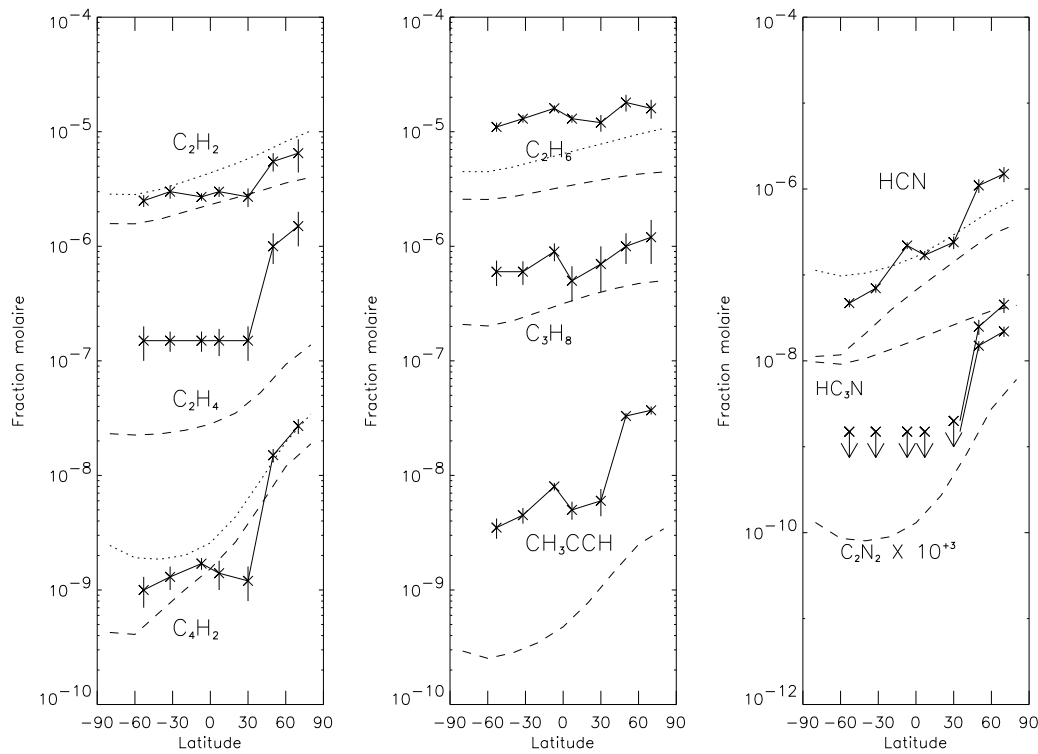 10⁻⁴
10⁻⁵
10⁻⁶
10⁻⁷
10⁻⁸
10⁻⁹
10⁻¹⁰
Fraction molaire
C₂H₂
C₂H₄
C₄H₂
−90 −60 −30 0 30 60 90
Latitude
10⁻⁴
10⁻⁵
10⁻⁶
10⁻⁷
10⁻⁸
10⁻⁹
10⁻¹⁰
Fraction molaire
C₂H₆
C₃H₈
CH₃CCH
−90 −60 −30 0 30 60 90
Latitude
10⁻⁴
10⁻⁶
10⁻⁸
10⁻¹⁰
10⁻¹²
Fraction molaire
HCN
HC₃N
C₂N₂ X 10⁺³
−90 −60 −30 0 30 60 90
Latitude